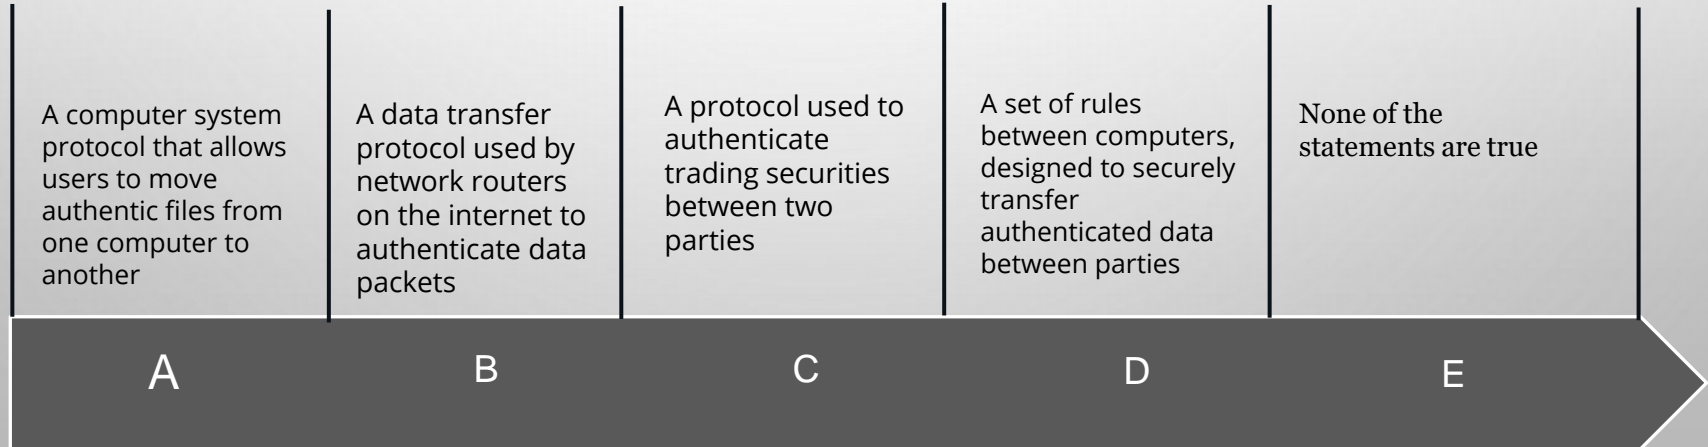 A computer system
protocol that allows
users to move
authentic files from
one computer to
another
A data transfer
protocol used by
network routers
on the internet to
authenticate data
packets
A protocol used to
authenticate
trading securities
between two
parties
A set of rules
between computers,
designed to securely
transfer
authenticated data
between parties
None of the
statements are true
A
B
C
D
E